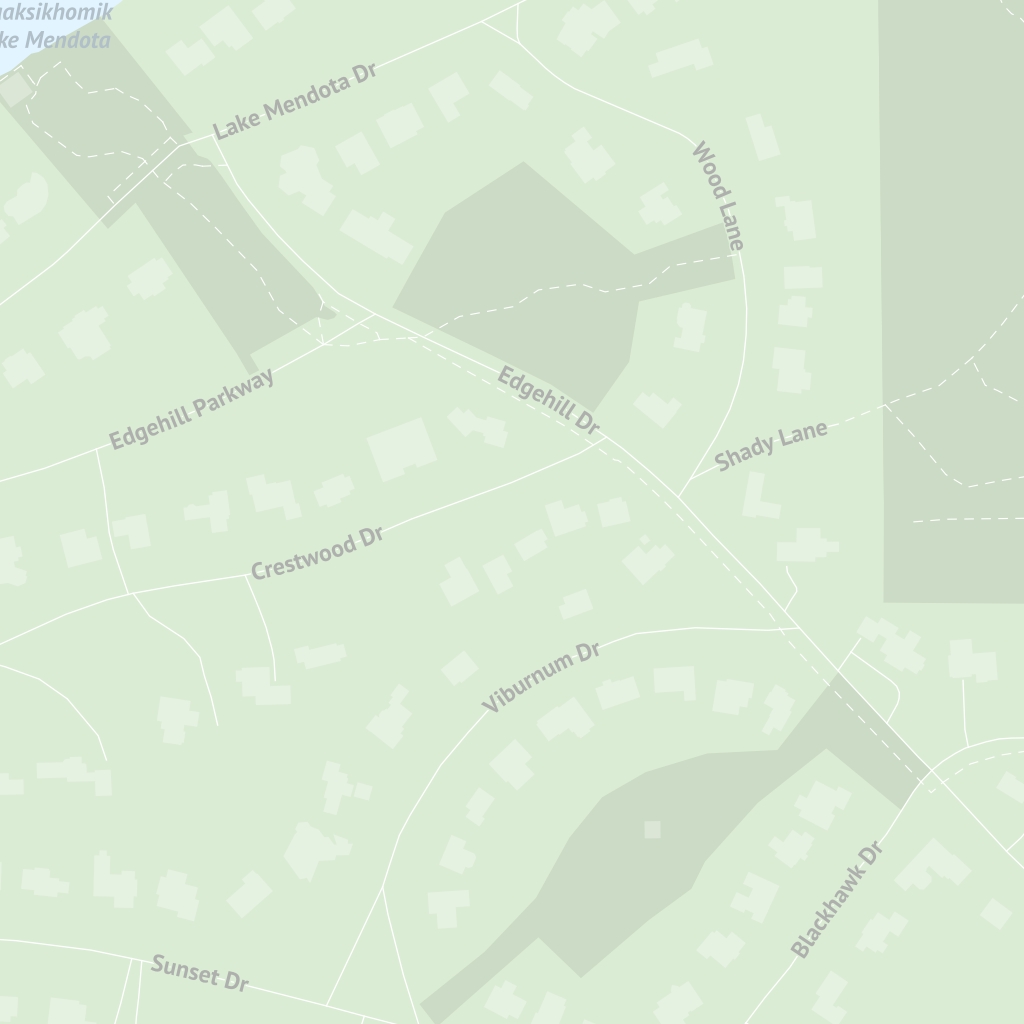 ke Mendota
Lake Mendota Dr
Wood Lane
Edgehill Dr
Edgehill Parkway
Shady Lane
Crestwood Dr
Viburnum Dr
Blackhawk Dr
Sunset Dr